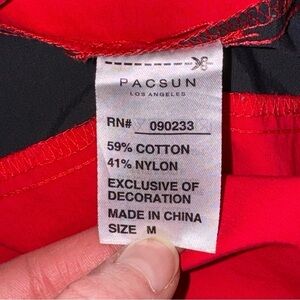 PACSUN
LOS ANGELES
RN# 090233
59% COTTON
41% NYLON
EXCLUSIVE OF
DECORATION
MADE IN CHINA
SIZE M